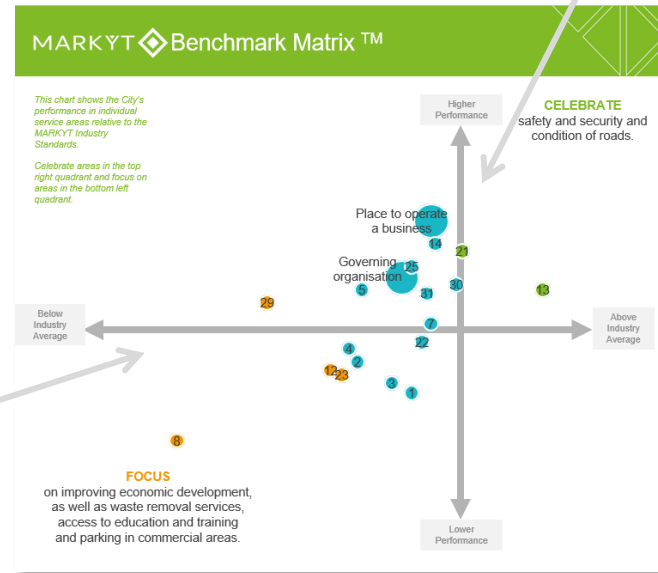 MARKYT Benchmark Matrix ™
This chart shows the City's
performance in individual
service areas relative to the
MARKYT Industry
Standards.
Celebrate areas in the top
right quadrant and focus on
areas in the bottom left
quadrant.
Higher
Performance
CELEBRATE
safety and security and
condition of roads.
Place to operate
a business
14
21
Governing
organisation
25
5
31
30
13
29
Below
Industry
Average
Above
Industry
Average
7
22
4
2
12
23
3
1
8
FOCUS
on improving economic development,
as well as waste removal services,
access to education and training
and parking in commercial areas.
Lower
Performance